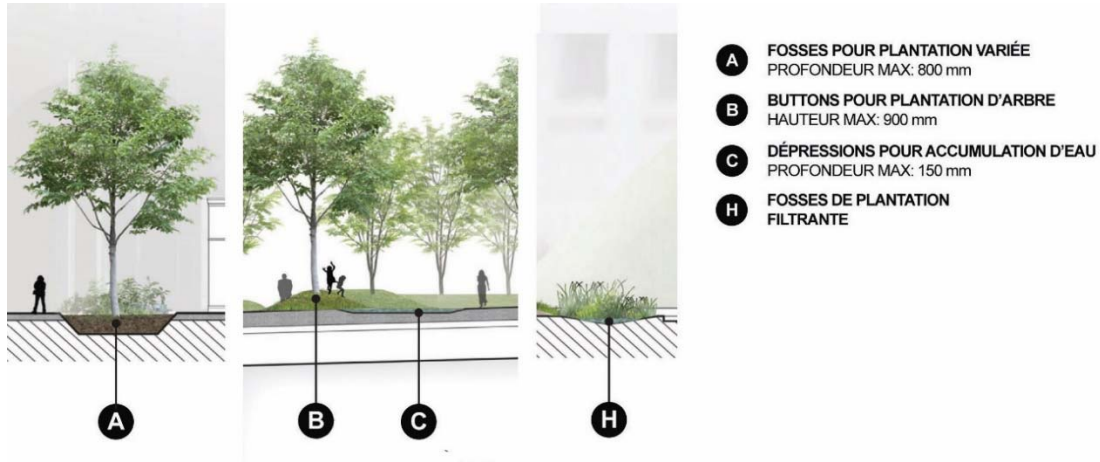 A
FOSSES POUR PLANTATION VARIÉE
PROFONDEUR MAX: 800 mm
B
BUTTONS POUR PLANTATION D'ARBRE
HAUTEUR MAX: 900 mm
C
DÉPRESSIONS POUR ACCUMULATION D'EAU
PROFONDEUR MAX: 150 mm
H
FOSSES DE PLANTATION
FILTRANTE
A
B
C
H